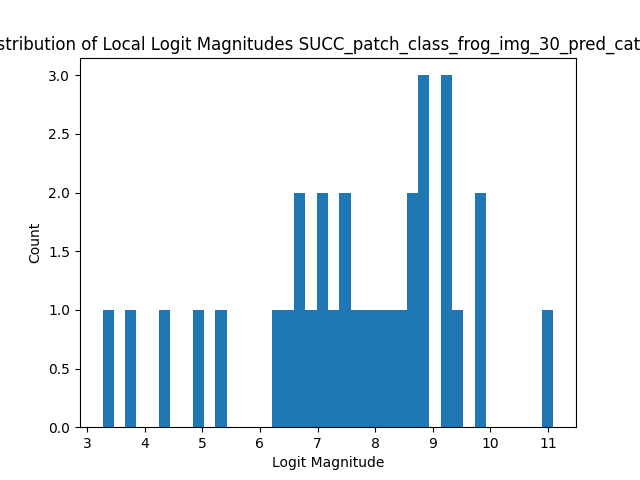 stribution of Local Logit Magnitudes SUCC_patch_class_frog_img_30_pred_cat
3.0
2.5
2.0
1.5
1.0
0.5
0.0
Count
3 4 5 6 7 8 9 10 11
Logit Magnitude